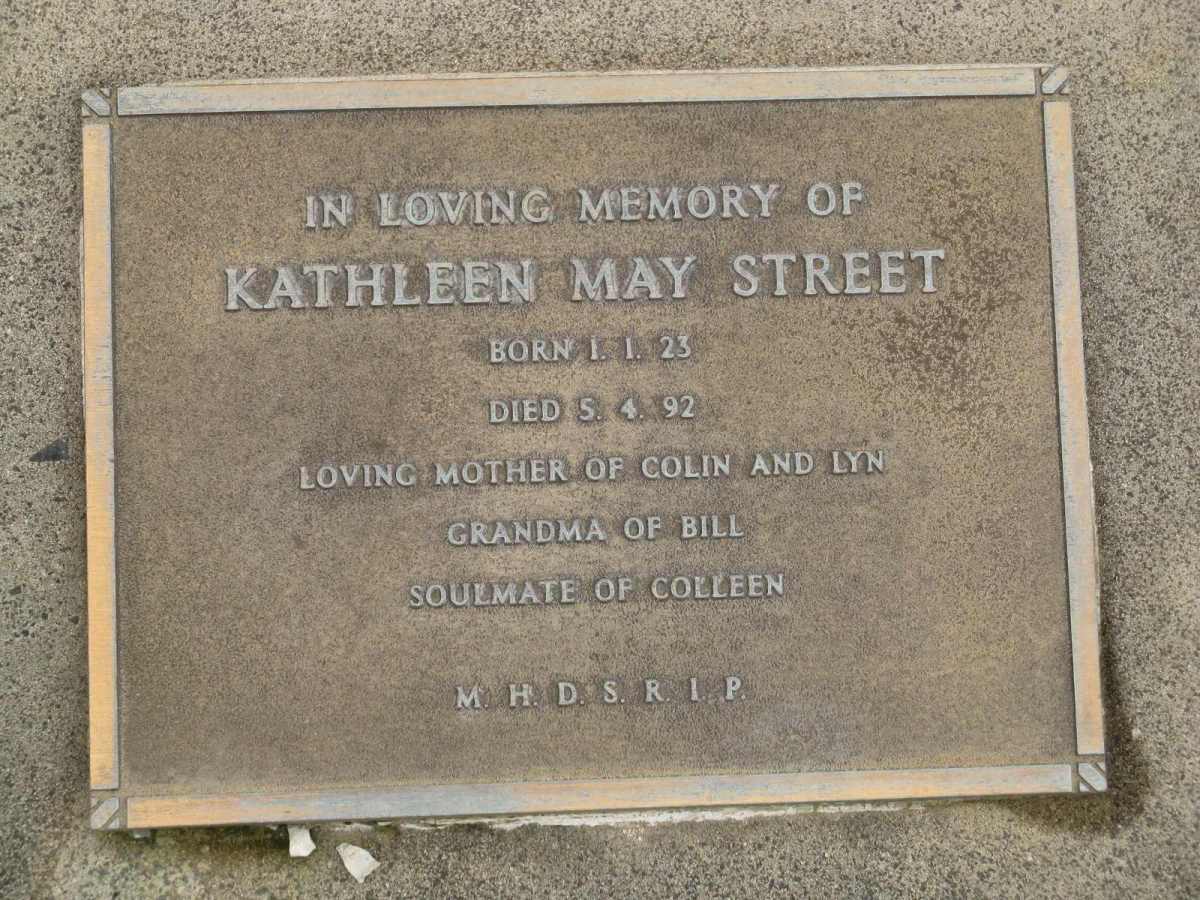 IN LOVING MEMORY OF
KATHLEEN MAY STREET
BORN 1. 1. 23
DIED 5. 4. 92
LOVING MOTHER OF COLIN AND LYN
GRANDMA OF BILL
SOULMATE OF COLLEEN
M. H. D. S. R. I. P.